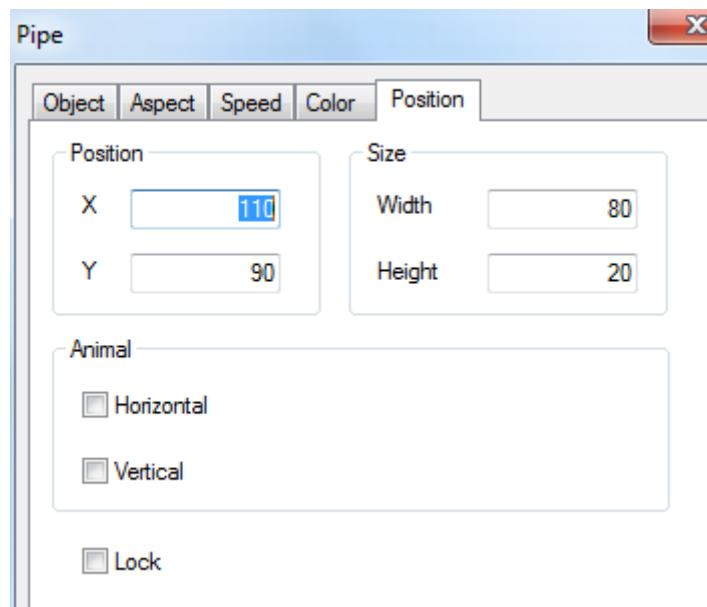 Pipe
Object Aspect Speed Color Position
Position
X 110
Y 90
Size
Width 80
Height 20
Animal
Horizontal
Vertical
Lock